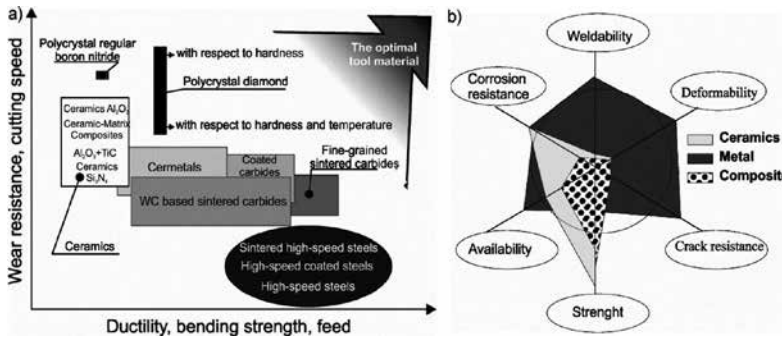 a)
Wear resistance, cutting speed
Polycrystal regular
boron nitride
with respect to hardness
Polycrystal diamond
with respect to hardness and temperature
The optimal
tool material
Ceramics Al₂O₃
Ceramic-Matrix
Composites
Al₂O₃+TiC
Ceramics
Si₃N₄
Cermetals
Coated
carbides
Fine-grained
sintered carbides
WC based sintered carbides
Ceramics
Sintered high-speed steels
High-speed coated steels
High-speed steels
Ductility, bending strength, feed
b)
Weldability
Corrosion
resistance
Deformability
Ceramics
Metal
Composite
Availability
Crack resistance
Strenght